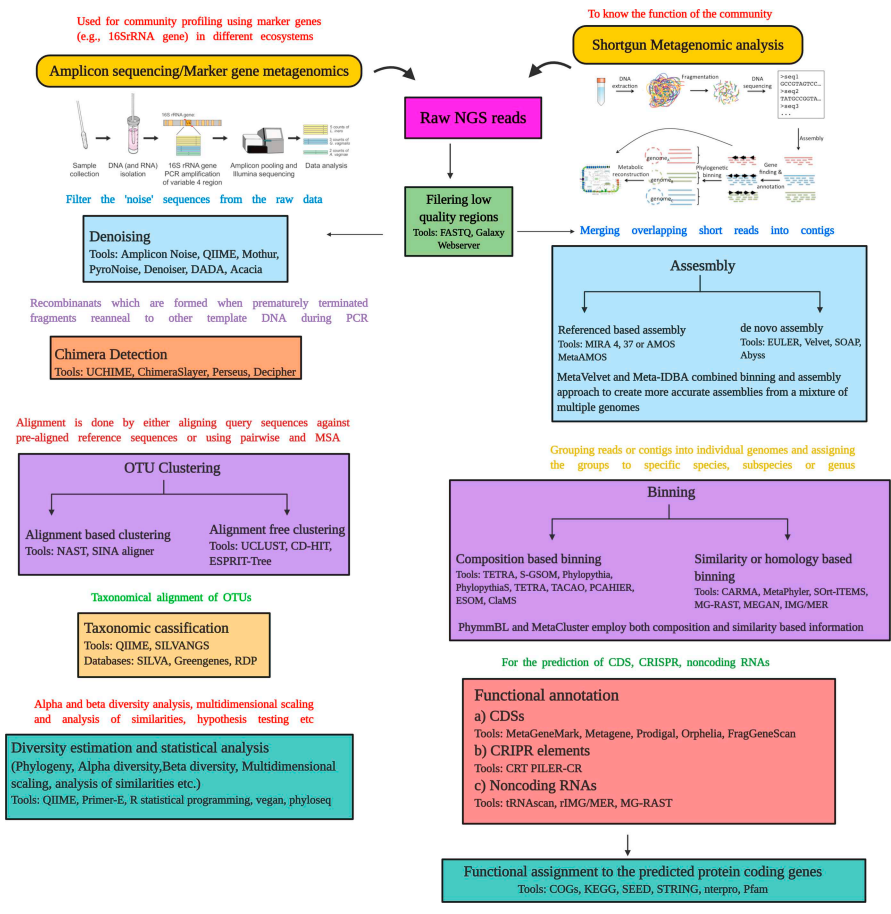 Used for community profiling using marker genes
(e.g., 16SrRNA gene) in different ecosystems
Amplicon sequencing/Marker gene metagenomics
16S rRNA gene
Sample
collection
DNA (and RNA)
isolation
16S rRNA gene
PCR amplification
of variable 4 region
Amplicon pooling and
Illumina sequencing
Data analysis
To know the function of the community
Shortgun Metagenomic analysis
DNA
extraction
Fragmentation
DNA
sequencing
>seq1
GCCGTAGTCC…
>seq2
TATGCCGGTA…
>seq3
...
Assembly
Gene
finding &
annotation
Phylogenetic
binning
genome
genome
genome
Metabolic
reconstruction
Raw NGS reads
Filering low
quality regions
Tools: FASTQ, Galaxy
Webserver
Filter the 'noise' sequences from the raw data
Denoising
Tools: Amplicon Noise, QIIME, Mothur,
PyroNoise, Denoiser, DADA, Acacia
Recombinanats which are formed when prematurely terminated
fragments reanneal to other template DNA during PCR
Chimera Detection
Tools: UCHIME, ChimeraSlayer, Perseus, Decipher
Alignment is done by either aligning query sequences against
pre-aligned reference sequences or using pairwise and MSA
OTU Clustering
Alignment based clustering
Tools: NAST, SINA aligner
Alignment free clustering
Tools: UCLUST, CD-HIT,
ESPRIT-Tree
Taxonomical alignment of OTUs
Taxonomic cassification
Tools: QIIME, SILVANGS
Databases: SILVA, Greengenes, RDP
Alpha and beta diversity analysis, multidimensional scaling
and analysis of similarities, hypothesis testing etc
Diversity estimation and statistical analysis
(Phylogeny, Alpha diversity,Beta diversity, Multidimensional
scaling, analysis of similarities etc.)
Tools: QIIME, Primer-E, R statistical programming, vegan, phyloseq
Merging overlapping short reads into contigs
Assesmbly
Referenced based assembly
Tools: MIRA 4, 37 or AMOS
MetaAMOS
de novo assembly
Tools: EULER, Velvet, SOAP,
Abyss
MetaVelvet and Meta-IDBA combined binning and assembly
approach to create more accurate assemblies from a mixture of
multiple genomes
Grouping reads or contigs into individual genomes and assigning
the groups to specific species, subspecies or genus
Binning
Composition based binning
Tools: TETRA, S-GSOM, Phylopythia,
PhylopythiaS, TETRA, TACAO, PCAHIER,
ESOM, ClaMS
Similarity or homology based
binning
Tools: CARMA, MetaPhyler, SOrt-ITEMS,
MG-RAST, MEGAN, IMG/MER
PhymmBL and MetaCluster employ both composition and similarity based information
For the prediction of CDS, CRISPR, noncoding RNAs
Functional annotation
a) CDSs
Tools: MetaGeneMark, Metagene, Prodigal, Orphelia, FragGeneScan
b) CRIPR elements
Tools: CRT PILER-CR
c) Noncoding RNAs
Tools: tRNAscan, rIMG/MER, MG-RAST
Functional assignment to the predicted protein coding genes
Tools: COGs, KEGG, SEED, STRING, nterpro, Pfam